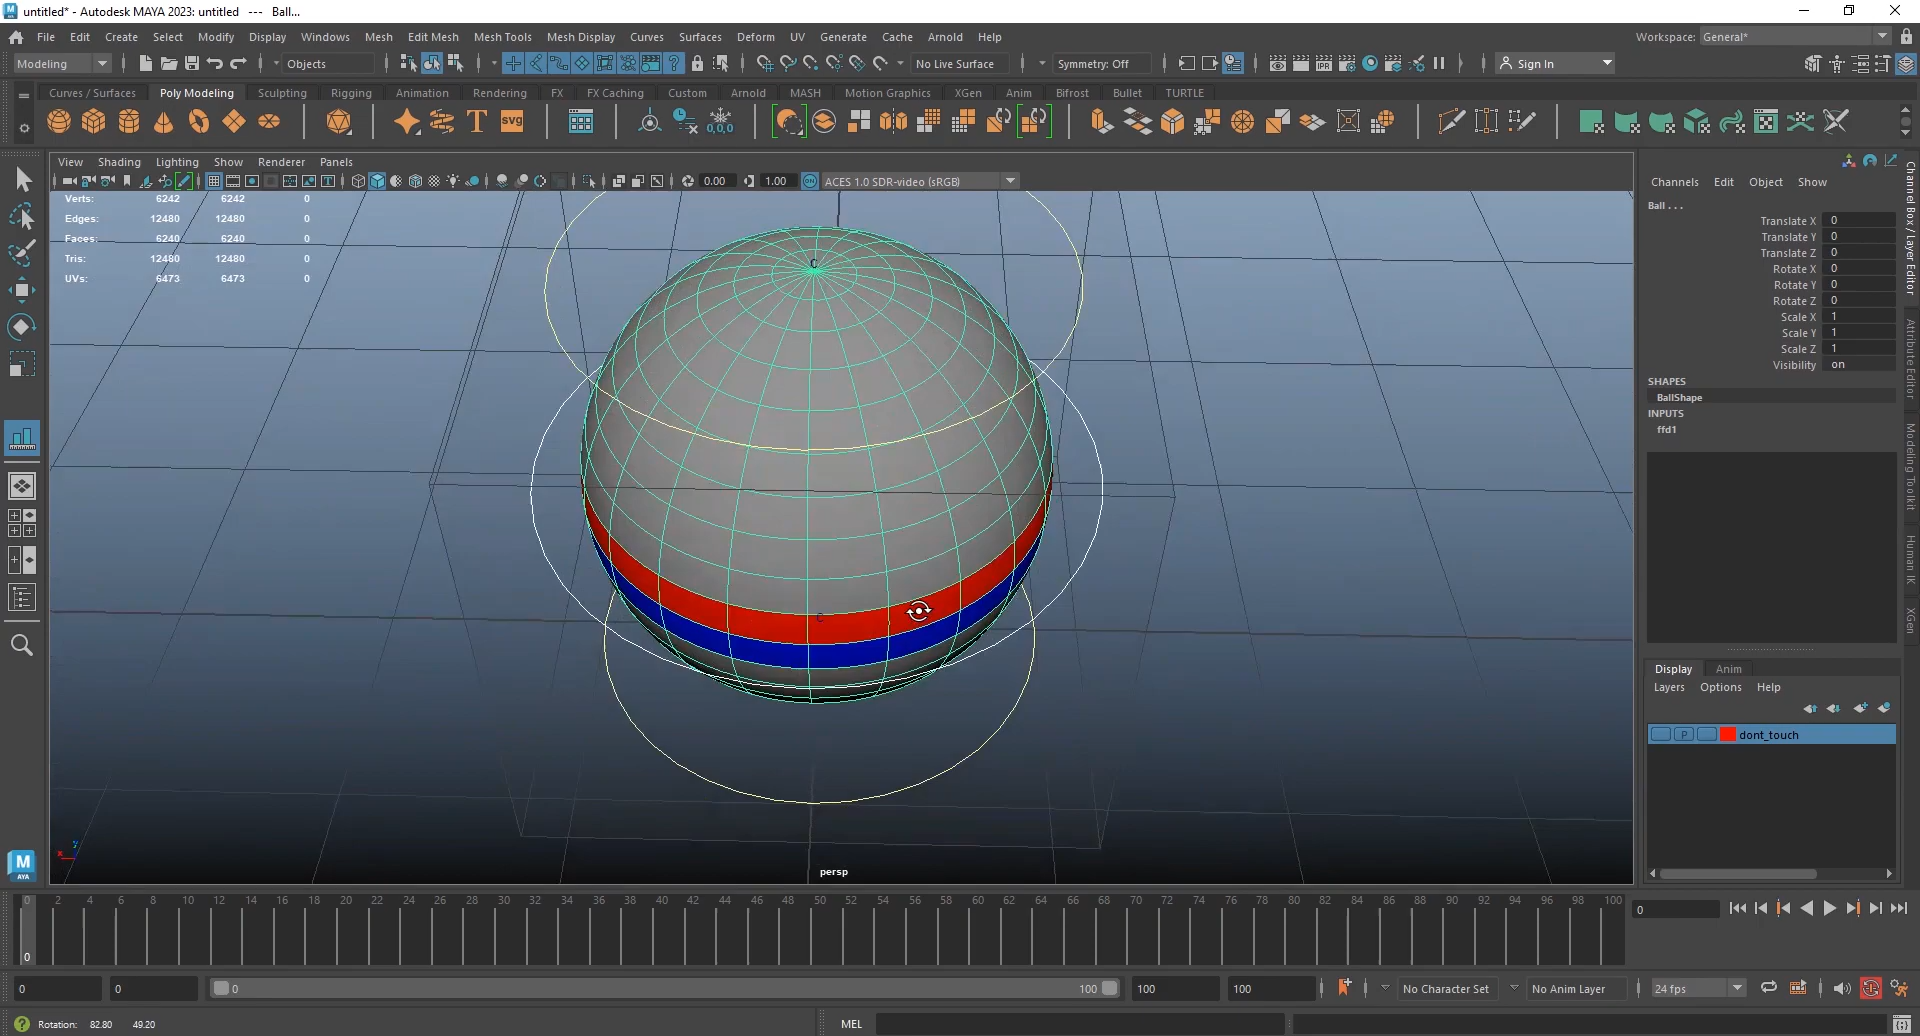 untitled* - Autodesk MAYA 2023: untitled --- Ball...
File Edit Create Select Modify Display Windows Mesh Edit Mesh Mesh Tools Mesh Display Curves Surfaces Deform UV Generate Cache Arnold Help
Workspace: General*
Modeling Objects No Live Surface Symmetry: Off Sign In
Curves / Surfaces Poly Modeling Sculpting Rigging Animation Rendering FX FX Caching Custom Arnold MASH Motion Graphics XGen Anim Bifrost Bullet TURTLE
T SVG 0,0,0
View Shading Lighting Show Renderer Panels
0.00 1.00 ACES 1.0 SDR-video (sRGB)
Verts: 6242 6242 0
Edges: 12480 12480 0
Faces: 6240 6240 0
Tris: 12480 12480 0
UVs: 6473 6473 0
persp
Channels Edit Object Show
Ball . . .
Translate X 0
Translate Y 0
Translate Z 0
Rotate X 0
Rotate Y 0
Rotate Z 0
Scale X 1
Scale Y 1
Scale Z 1
Visibility on
SHAPES
BallShape
INPUTS
ffd1
Channel Box / Layer Editor
Attribute Editor
Modeling Toolkit
Human IK
XGen
Display Anim
Layers Options Help
P dont_touch
M
AYA
0 2 4 6 8 10 12 14 16 18 20 22 24 26 28 30 32 34 36 38 40 42 44 46 48 50 52 54 56 58 60 62 64 66 68 70 72 74 76 78 80 82 84 86 88 90 92 94 96 98 100
0
0
0 0 0 100 100 100 No Character Set No Anim Layer 24 fps
Rotation: 82.80 49.20 MEL